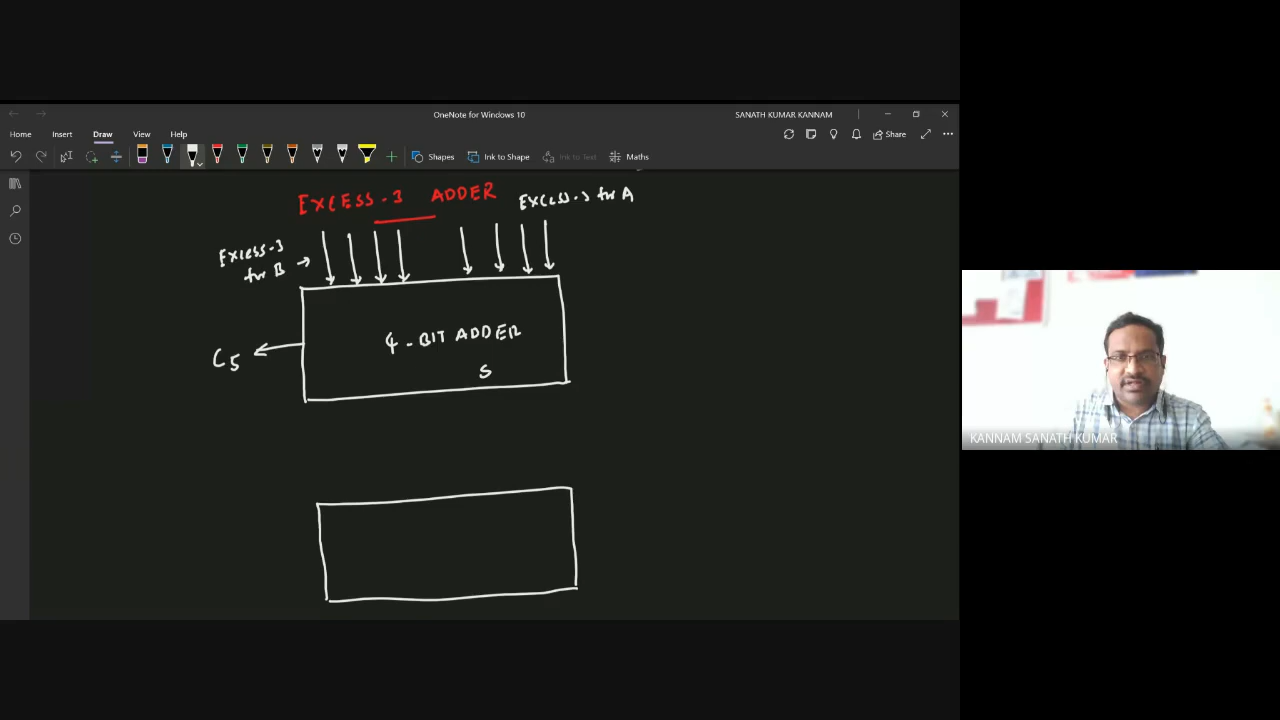 OneNote for Windows 10
SANATH KUMAR KANNAM
Home Insert Draw View Help
Share
Shapes Ink to Shape Ink to Text Maths
EXCESS-3 ADDER
Excess-3 for A
Excess-3
for B
4-BIT ADDER
S
C5
KANNAM SANATH KUMAR